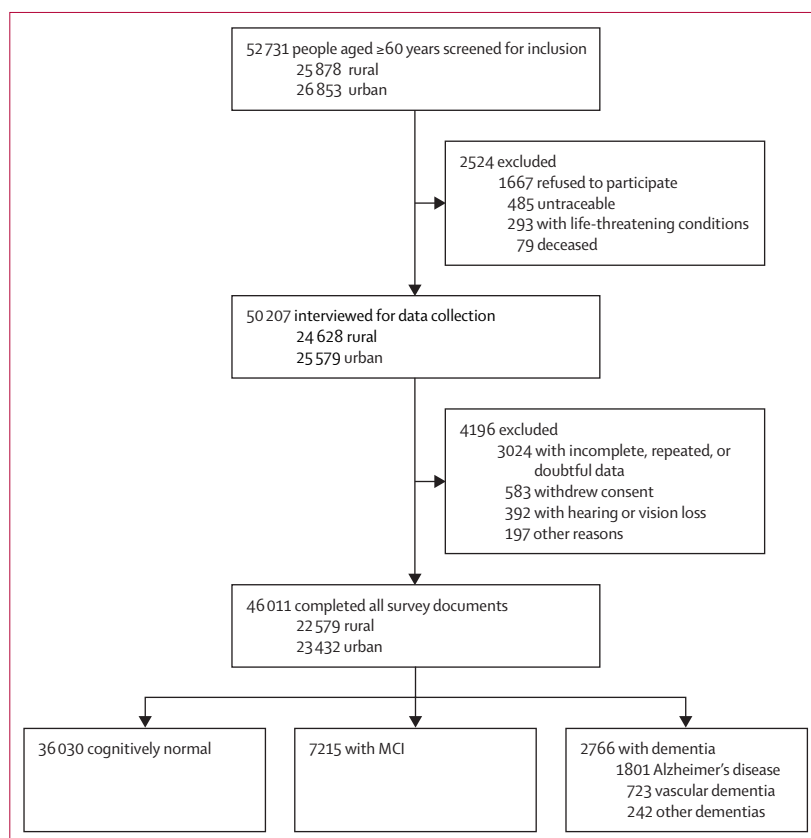 52 731 people aged ≥60 years screened for inclusion
25 878 rural
26 853 urban
2524 excluded
1667 refused to participate
485 untraceable
293 with life-threatening conditions
79 deceased
50 207 interviewed for data collection
24 628 rural
25 579 urban
4196 excluded
3024 with incomplete, repeated, or
doubtful data
583 withdrew consent
392 with hearing or vision loss
197 other reasons
46 011 completed all survey documents
22 579 rural
23 432 urban
36 030 cognitively normal
7215 with MCI
2766 with dementia
1801 Alzheimer's disease
723 vascular dementia
242 other dementias